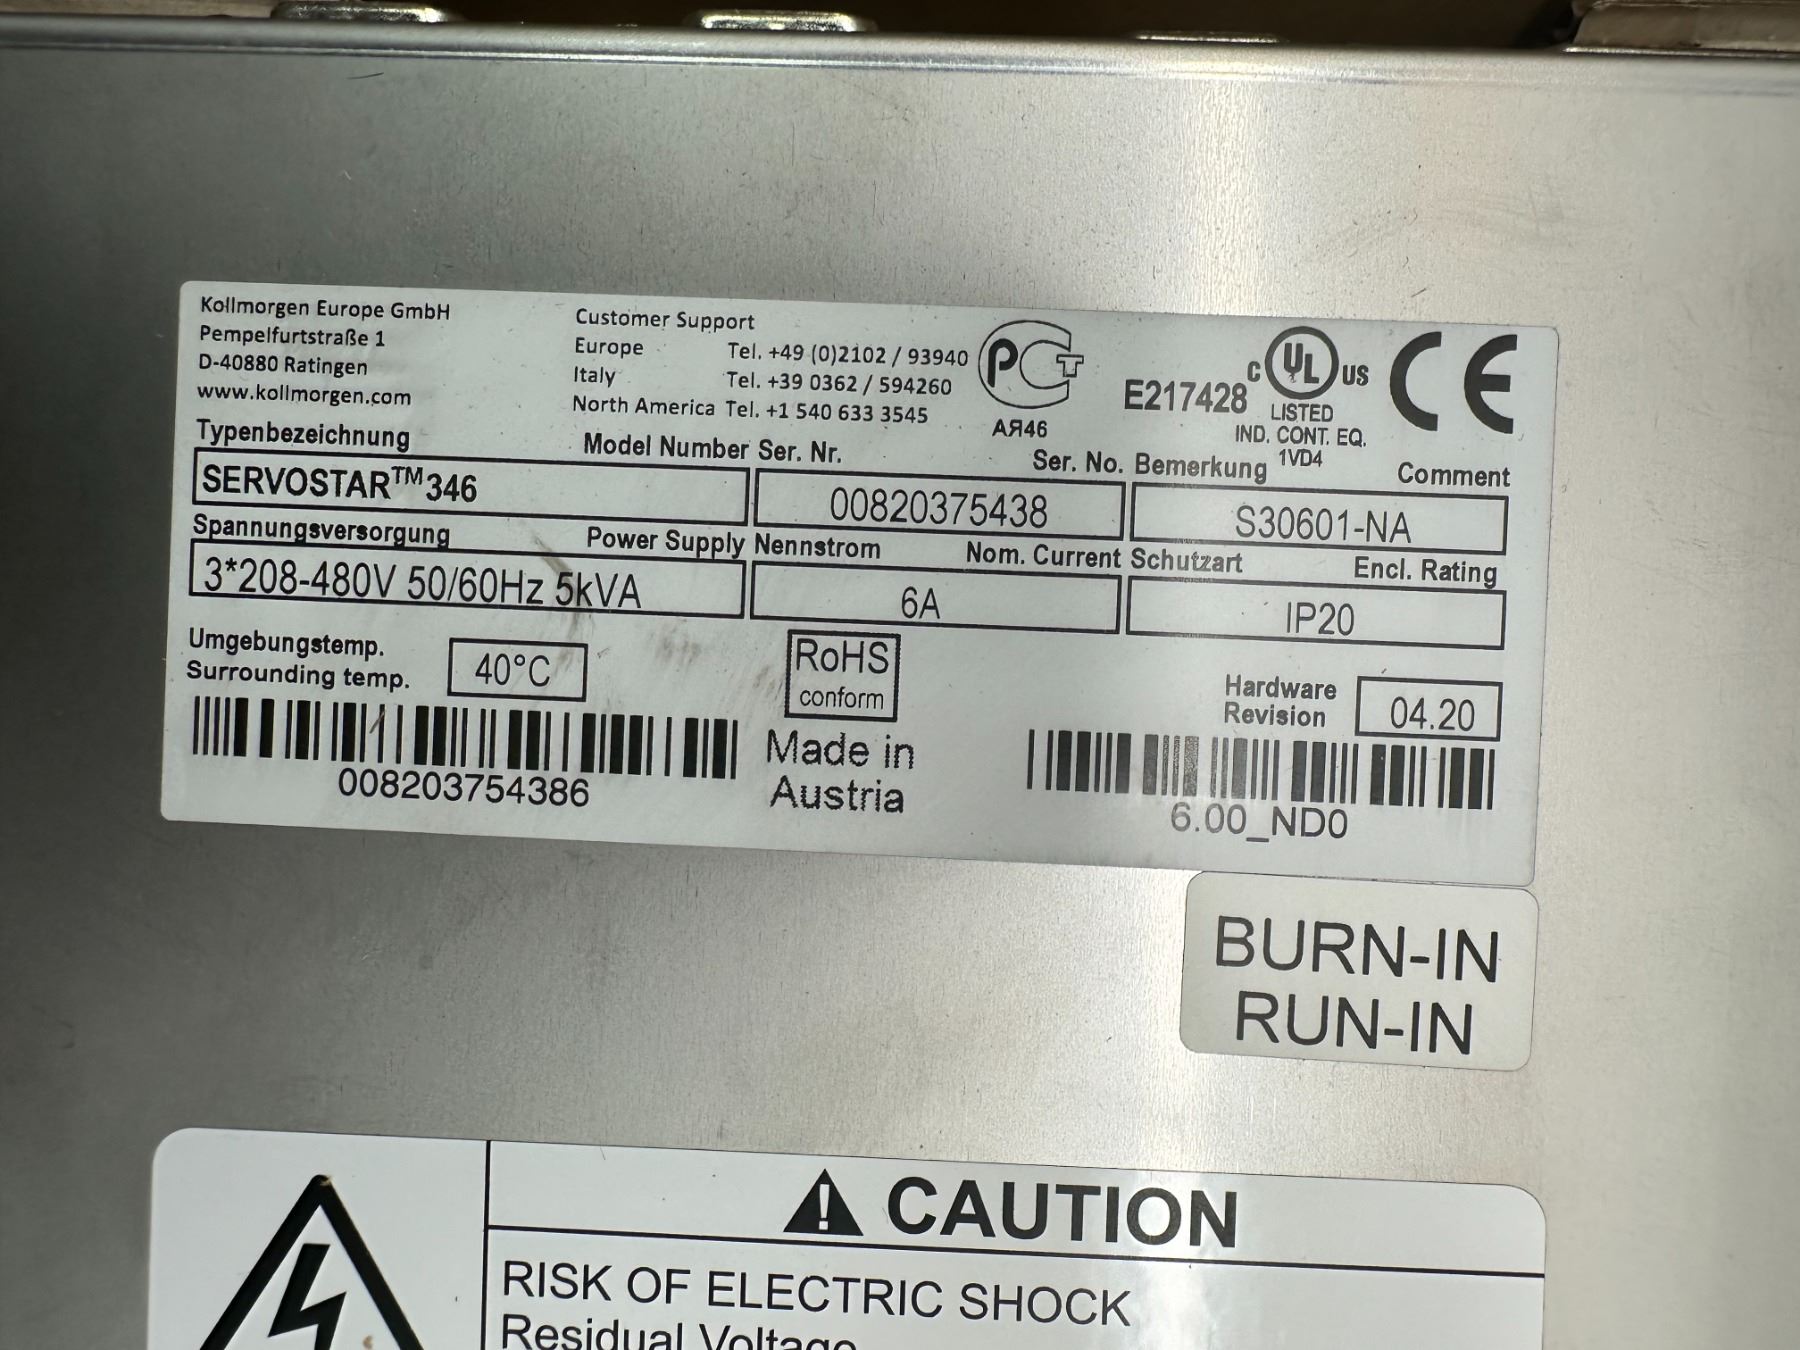 Kollmorgen Europe GmbH
Pempelfurtstraße 1
D-40880 Ratingen
www.kollmorgen.com
Customer Support
Europe Tel. +49 (0)2102 / 93940
Italy Tel. +39 0362 / 594260
North America Tel. +1 540 633 3545
РСТ
АЯ46
E217428
C UL US
LISTED
IND. CONT. EQ.
1VD4
CE
Typenbezeichnung Model Number
SERVOSTAR™346
Ser. Nr. Ser. No.
00820375438
Bemerkung Comment
S30601-NA
Spannungsversorgung Power Supply
3*208-480V 50/60Hz 5kVA
Nennstrom Nom. Current
6A
Schutzart Encl. Rating
IP20
Umgebungstemp.
Surrounding temp.
40°C
RoHS
conform
Hardware
Revision
04.20
008203754386
Made in
Austria
6.00_ND0
BURN-IN
RUN-IN
CAUTION
RISK OF ELECTRIC SHOCK
Residual Voltage